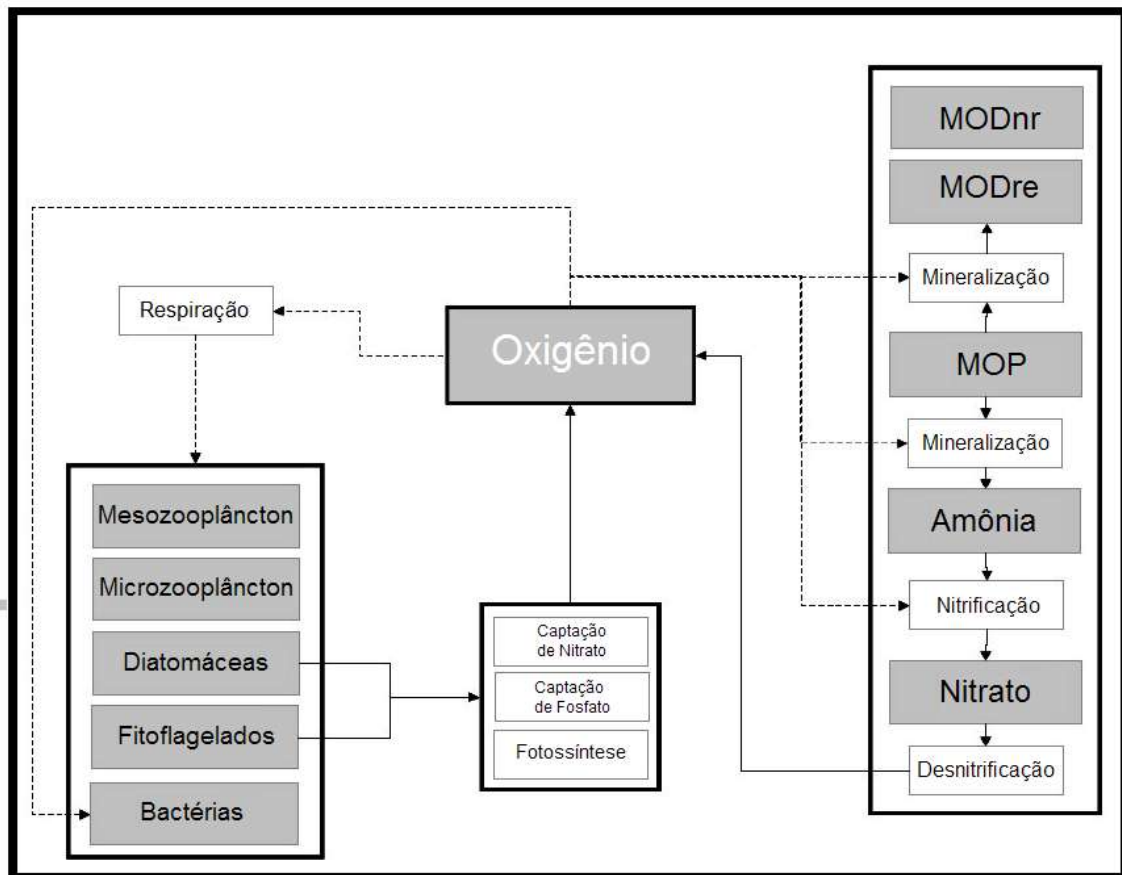 MODnr
MODre
Mineralização
Respiração
Oxigênio
MOP
Mineralização
Mesozooplâncton
Amônia
Microzooplâncton
Nitrificação
Captação
de Nitrato
Diatomáceas
Captação
de Fosfato
Nitrato
Fitoflagelados
Fotossíntese
Desnitrificação
Bactérias